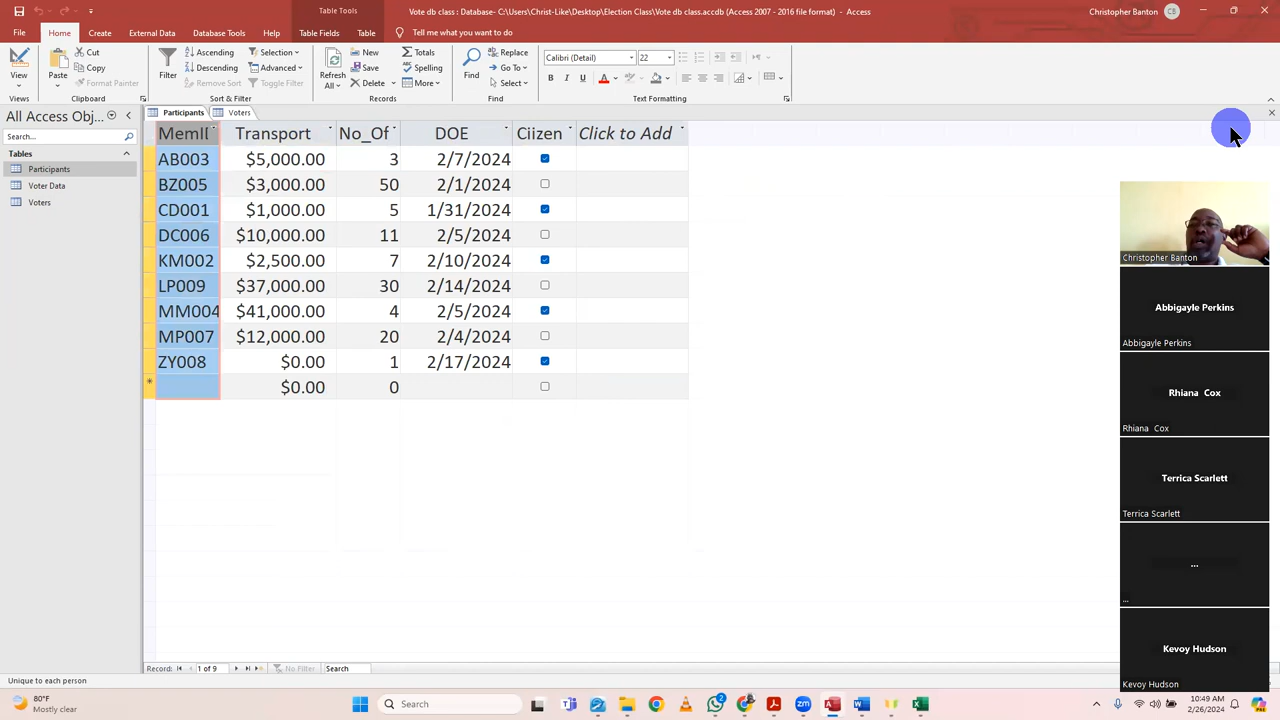 Table Tools
Vote db class : Database- C:\Users\Christ-Like\Desktop\Election Class\Vote db class.accdb (Access 2007 - 2016 file format) - Access
Christopher Banton
CB
File Home Create External Data Database Tools Help Table Fields Table Tell me what you want to do
View
Views
Paste
Cut
Copy
Format Painter
Clipboard
Filter
Ascending
Descending
Remove Sort
Selection
Advanced
Toggle Filter
Sort & Filter
Refresh
All
New
Save
Delete
Totals
Spelling
More
Records
Find
Replace
Go To
Select
Find
Calibri (Detail) 22
B I U A
Text Formatting
All Access Obj...
Search...
Tables
Participants
Voter Data
Voters
Participants Voters
Transport No_Of DOE Ciizen Click to Add
AB003 $5,000.00 3 2/7/2024
BZ005 $3,000.00 50 2/1/2024
CD001 $1,000.00 5 1/31/2024
DC006 $10,000.00 11 2/5/2024
KM002 $2,500.00 7 2/10/2024
LP009 $37,000.00 30 2/14/2024
MM004 $41,000.00 4 2/5/2024
MP007 $12,000.00 20 2/4/2024
ZY008 $0.00 1 2/17/2024
* $0.00 0
Record: 1 of 9 No Filter Search
Unique to each person
Christopher Banton
Abbigayle Perkins
Abbigayle Perkins
Rhiana Cox
Rhiana Cox
Terrica Scarlett
Terrica Scarlett
...
...
Kevoy Hudson
Kevoy Hudson
80°F
Mostly clear
Search
2
zm
10:49 AM
2/26/2024